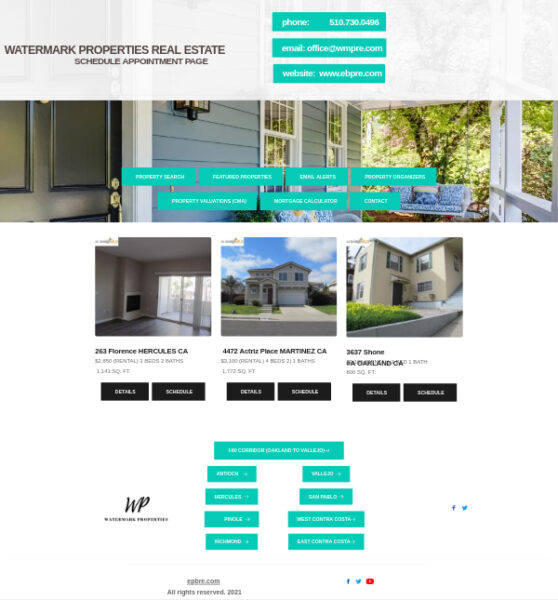 phone: 510.730.0496
WATERMARK PROPERTIES REAL ESTATE
SCHEDULE APPOINTMENT PAGE
email: office@wmpre.com
website: www.ebpre.com
PROPERTY SEARCH
FEATURED PROPERTIES
EMAIL ALERTS
PROPERTY ORGANIZERS
PROPERTY VALUATIONS (CMA)
MORTGAGE CALCULATOR
CONTACT
263 Florence HERCULES CA
$2,850 (RENTAL) 3 BEDS 2 BATHS
1,141 SQ. FT
DETAILS
SCHEDULE
4472 Actriz Place MARTINEZ CA
$3,100 (RENTAL) 4 BEDS 2) 1 BATHS
1,772 SQ. FT
DETAILS
SCHEDULE
3637 Shone
#A OAKLAND CA
1 BATH
800 SQ. FT.
DETAILS
SCHEDULE
I-80 CORRIDOR (OAKLAND TO VALLEJO)→
ANTIOCH →
VALLEJO →
HERCULES →
SAN PABLO →
PINOLE →
WEST CONTRA COSTA→
RICHMOND →
EAST CONTRA COSTA→
WP
WATERMARK PROPERTIES
epbre.com
All rights reserved. 2021